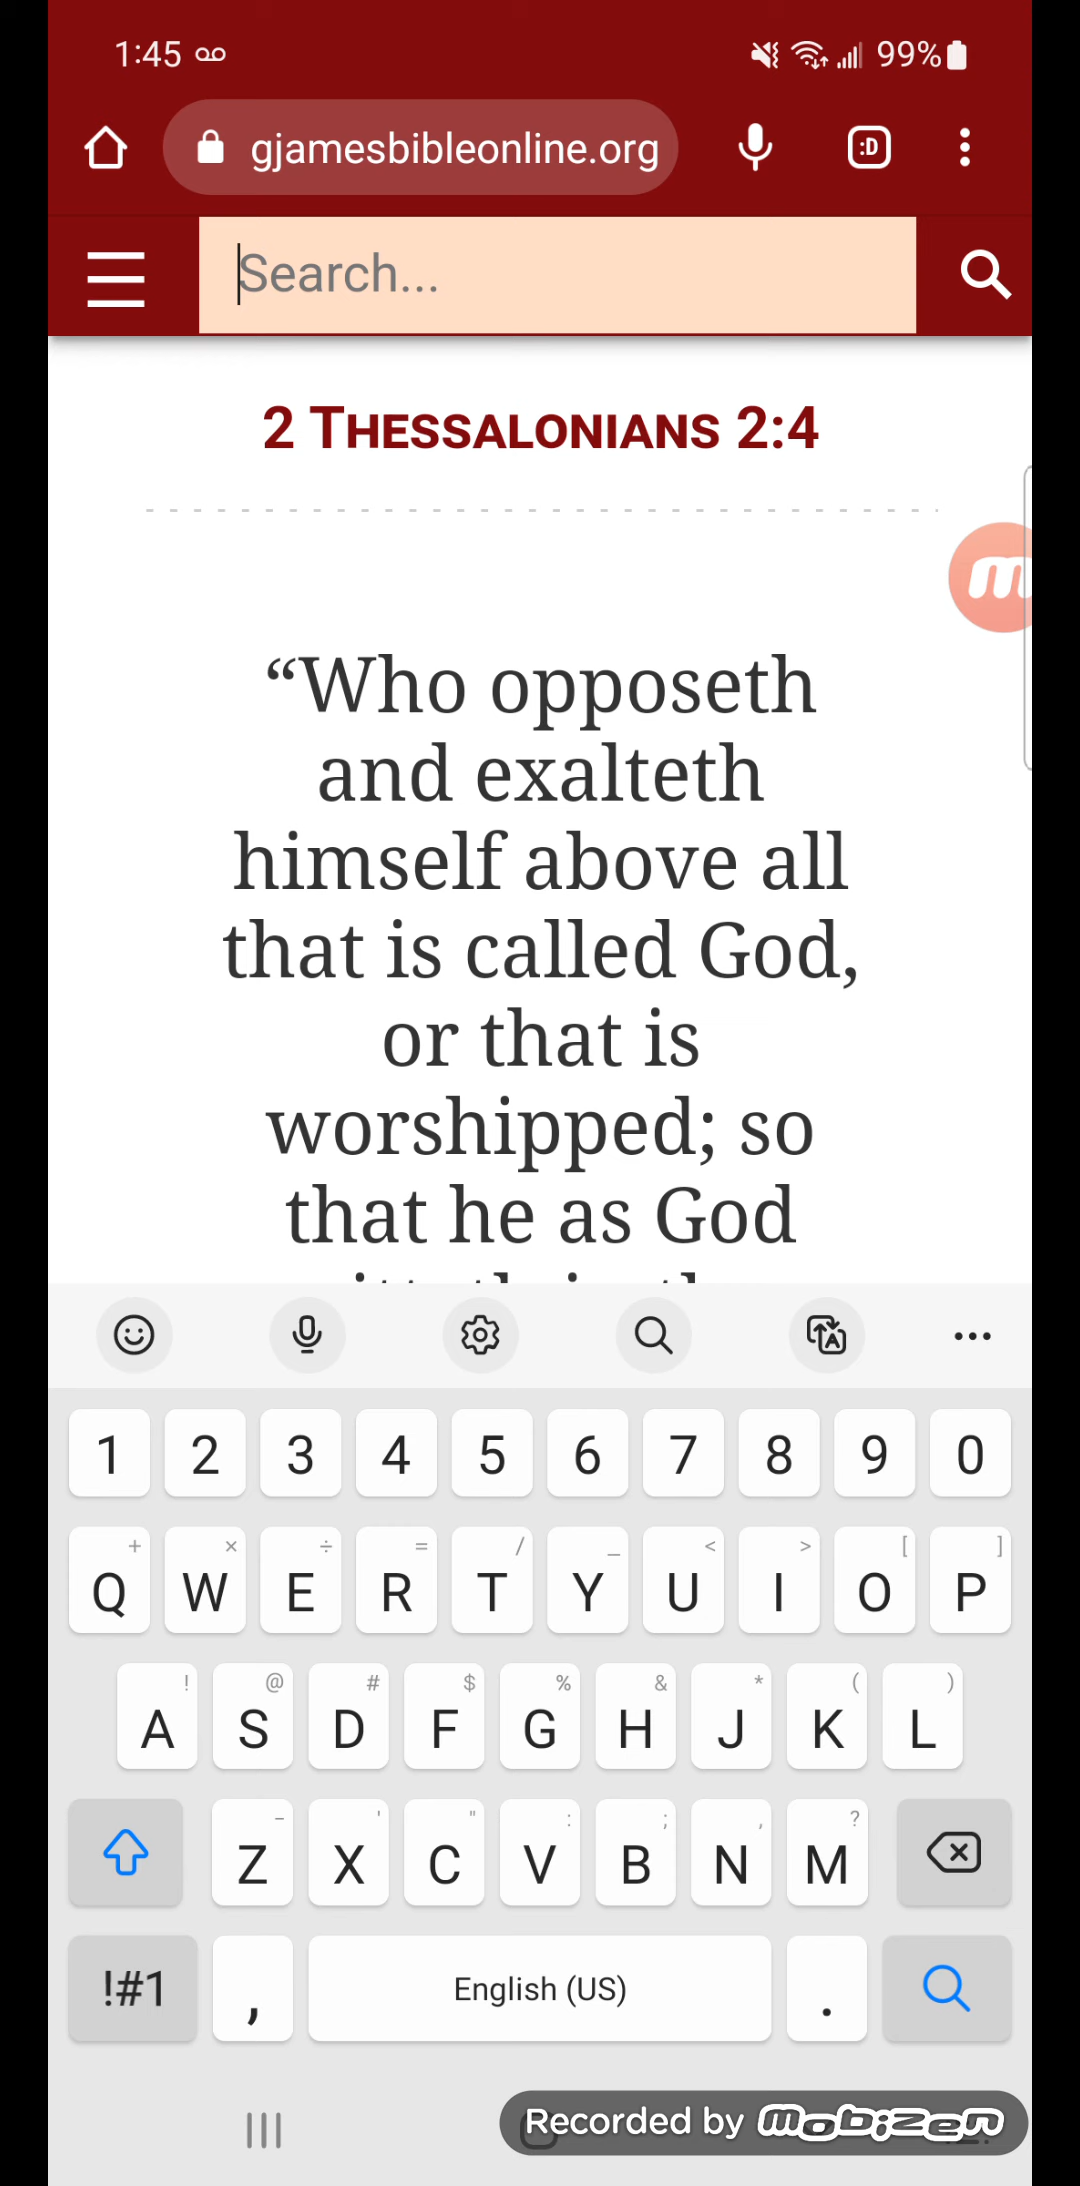 1:45 99%
gjamesbibleonline.org :D
Search...
2 THESSALONIANS 2:4
“Who opposeth
and exalteth
himself above all
that is called God,
or that is
worshipped; so
that he as God
1 2 3 4 5 6 7 8 9 0
+ × ÷ = / _ < > [ ]
Q W E R T Y U I O P
! @ # $ % & * ( )
A S D F G H J K L
- ' " : ; , ?
Z X C V B N M
!#1 , English (US) .
Recorded by mobizen